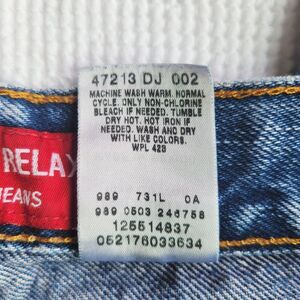 47213 DJ 002
MACHINE WASH WARM. NORMAL
CYCLE. ONLY NON-CHLORINE
BLEACH IF NEEDED. TUMBLE
DRY HOT. HOT IRON IF
NEEDED. WASH AND DRY
WITH LIKE COLORS.
WPL 423
RELAX
JEANS
989 731L 0A
989 0503 246758
125514837
052176033634